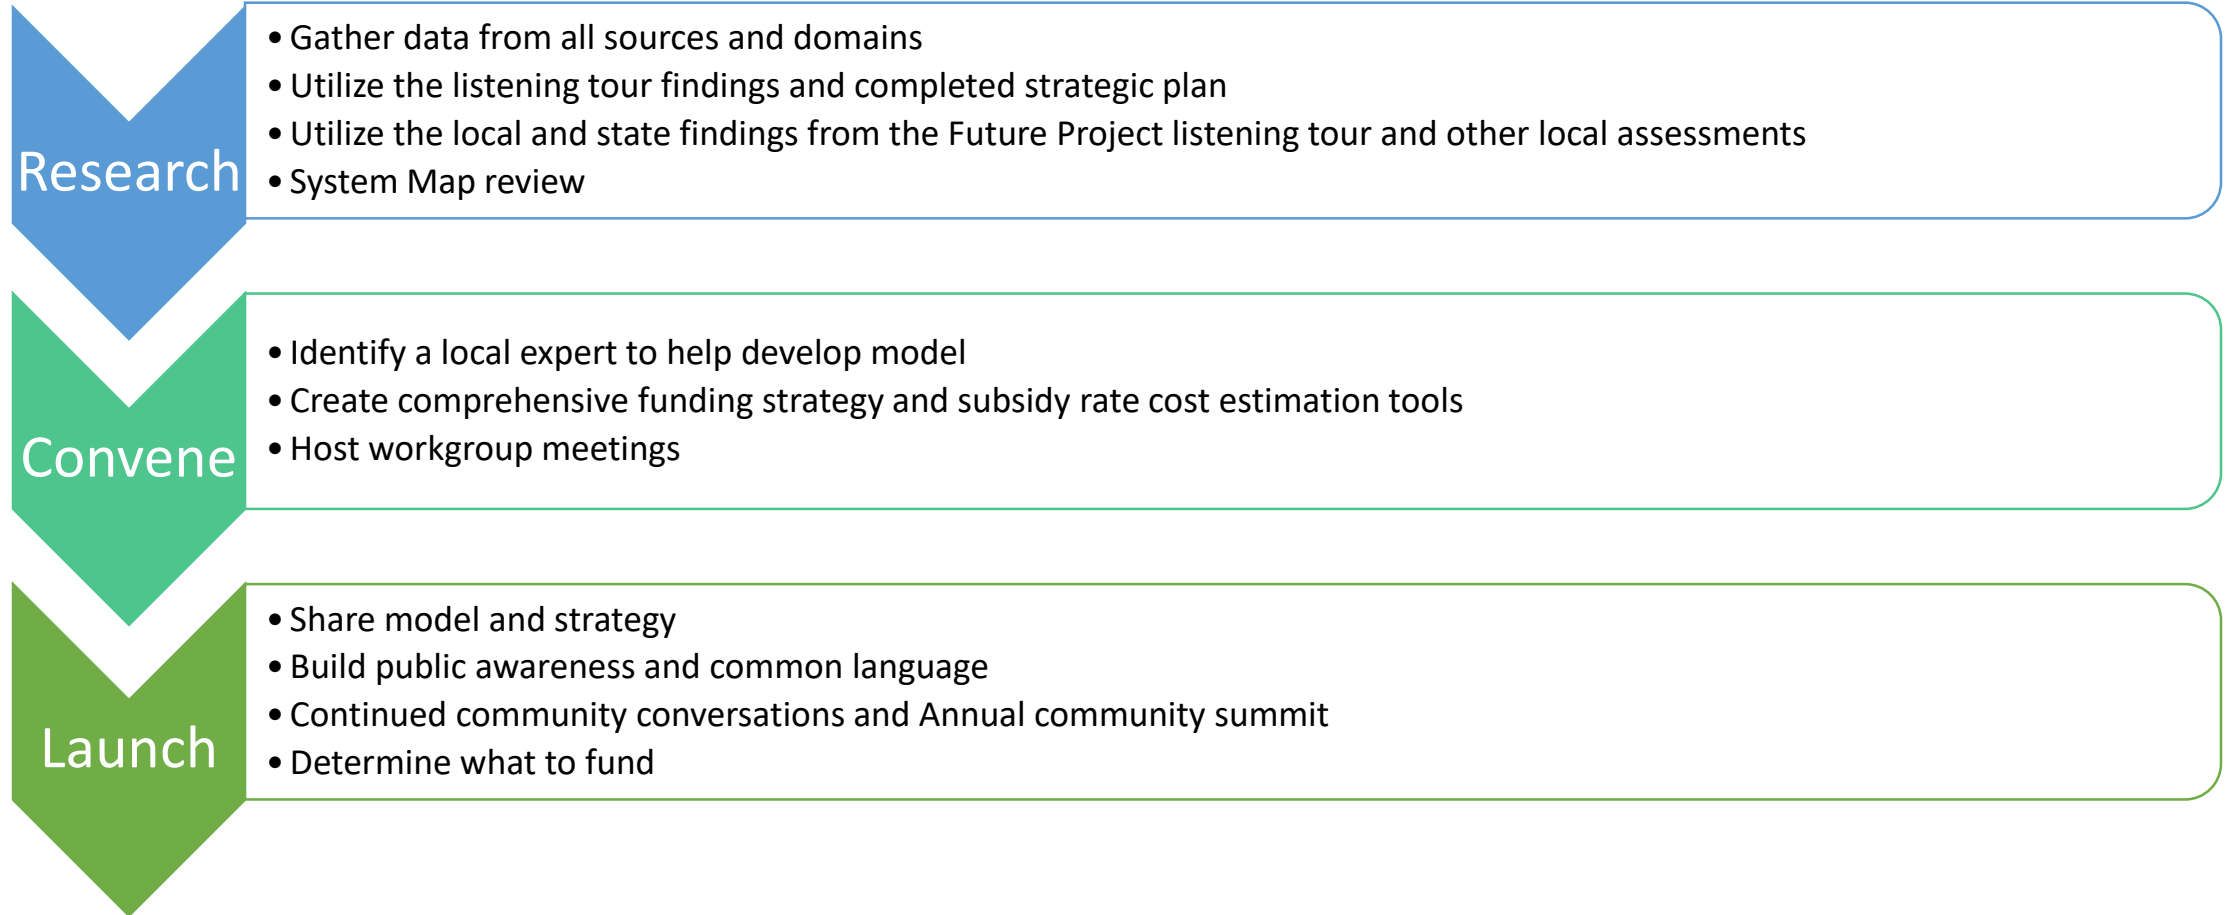 Research
• Gather data from all sources and domains
• Utilize the listening tour findings and completed strategic plan
• Utilize the local and state findings from the Future Project listening tour and other local assessments
• System Map review
Convene
• Identify a local expert to help develop model
• Create comprehensive funding strategy and subsidy rate cost estimation tools
• Host workgroup meetings
Launch
• Share model and strategy
• Build public awareness and common language
• Continued community conversations and Annual community summit
• Determine what to fund